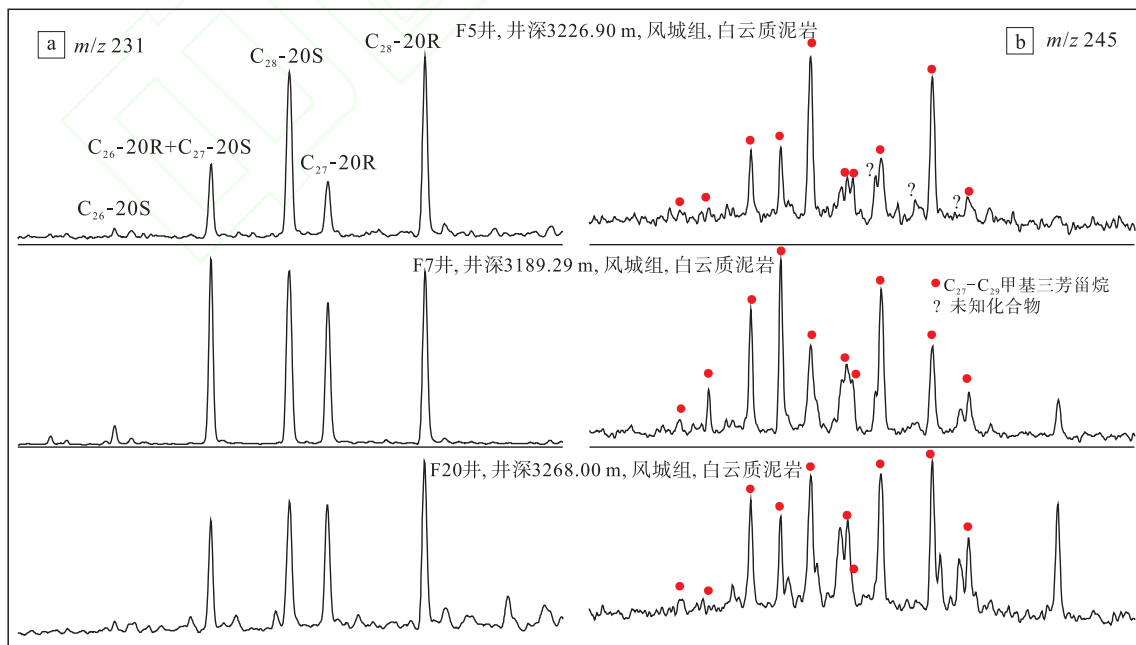 F5井, 井深3226.90 m, 风城组, 白云质泥岩
a m/z 231
b m/z 245
C₂₈-20R
C₂₈-20S
C₂₆-20R+C₂₇-20S
C₂₇-20R
C₂₆-20S
?
?
?
F7井, 井深3189.29 m, 风城组, 白云质泥岩
C₂₇-C₂₉甲基三芳甾烷
? 未知化合物
F20井, 井深3268.00 m, 风城组, 白云质泥岩